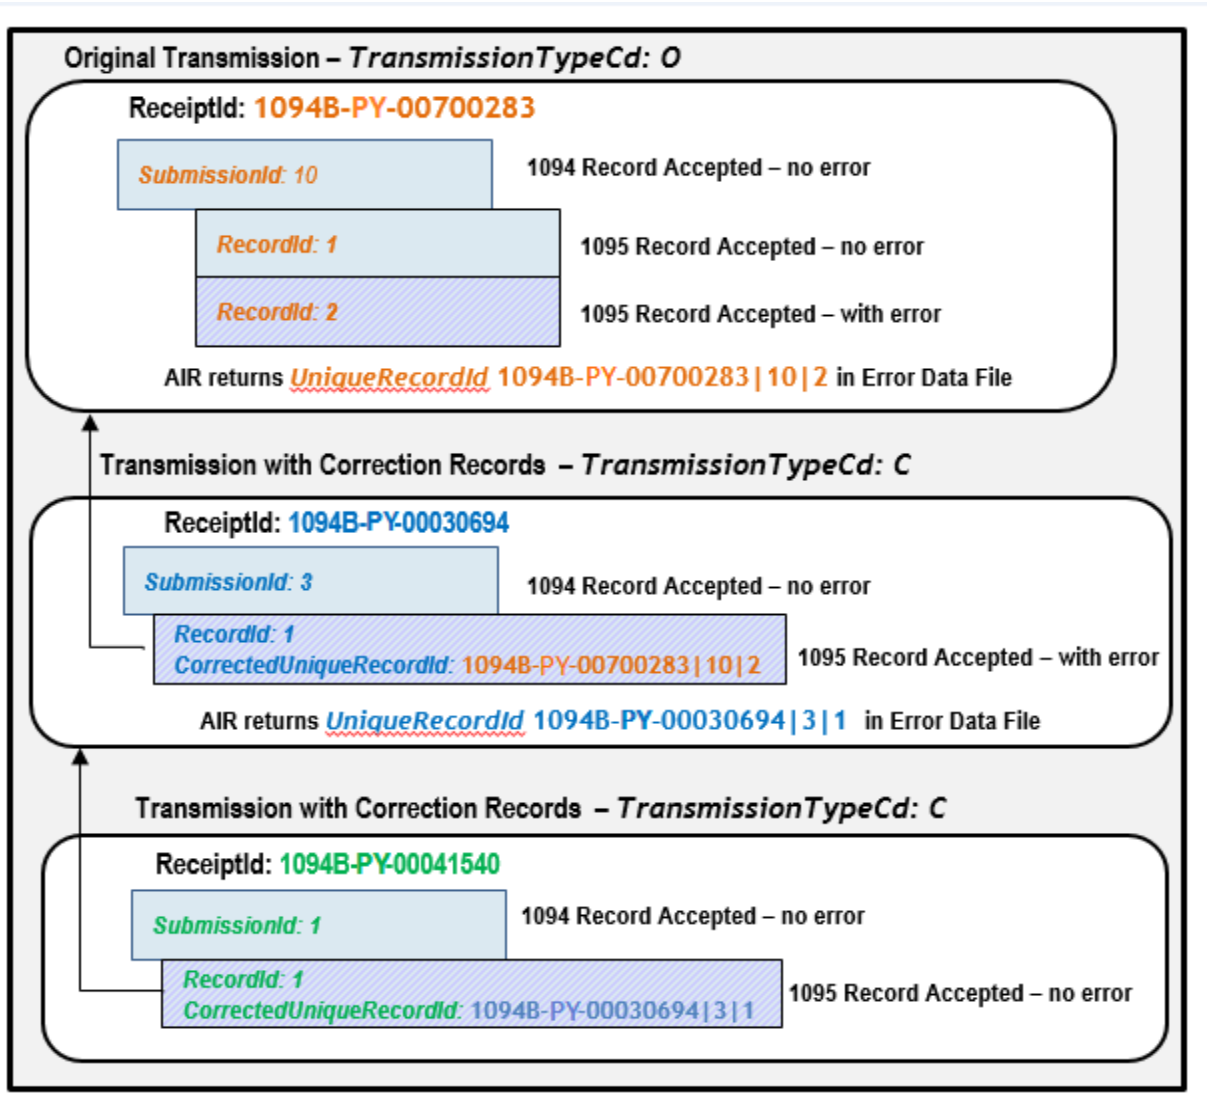 Original Transmission – TransmissionTypeCd: O
ReceiptId: 1094B-PY-00700283
SubmissionId: 10
1094 Record Accepted – no error
RecordId: 1
1095 Record Accepted – no error
RecordId: 2
1095 Record Accepted – with error
AIR returns UniqueRecordId 1094B-PY-00700283|10|2 in Error Data File
Transmission with Correction Records – TransmissionTypeCd: C
ReceiptId: 1094B-PY-00030694
SubmissionId: 3
1094 Record Accepted – no error
RecordId: 1
CorrectedUniqueRecordId: 1094B-PY-00700283|10|2
1095 Record Accepted – with error
AIR returns UniqueRecordId 1094B-PY-00030694|3|1 in Error Data File
Transmission with Correction Records – TransmissionTypeCd: C
ReceiptId: 1094B-PY-00041540
SubmissionId: 1
1094 Record Accepted – no error
RecordId: 1
CorrectedUniqueRecordId: 1094B-PY-00030694|3|1
1095 Record Accepted – no error